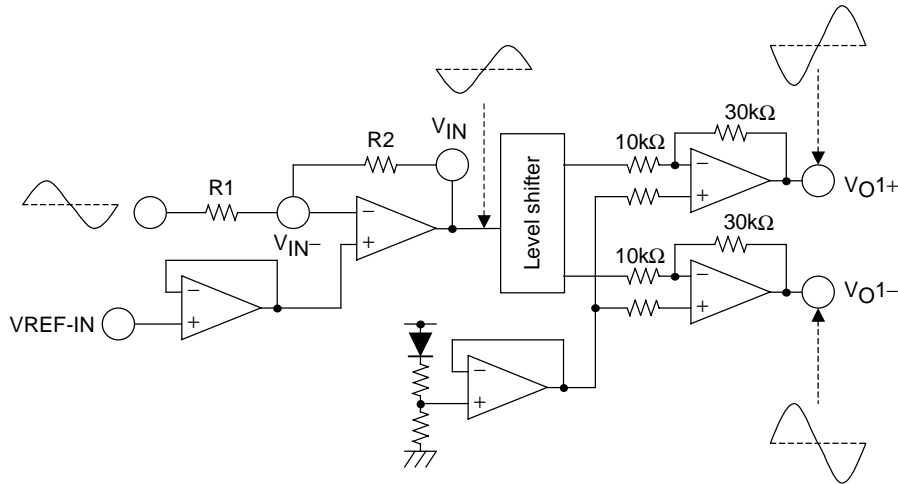 30kΩ
10kΩ
VIN
R2
R1
VIN−
VO1+
Level shifter
30kΩ
10kΩ
VO1−
VREF-IN